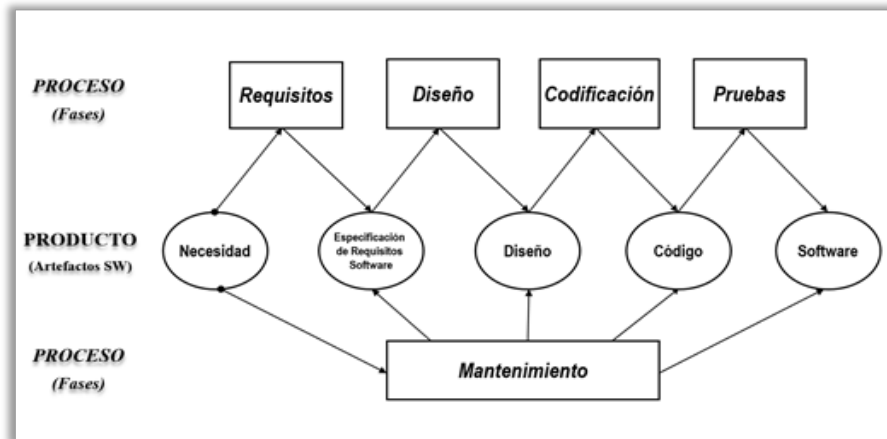 PROCESO
(Fases)
Requisitos
Diseño
Codificación
Pruebas
PRODUCTO
(Artefactos SW)
Necesidad
Especificación
de Requisitos
Software
Diseño
Código
Software
PROCESO
(Fases)
Mantenimiento